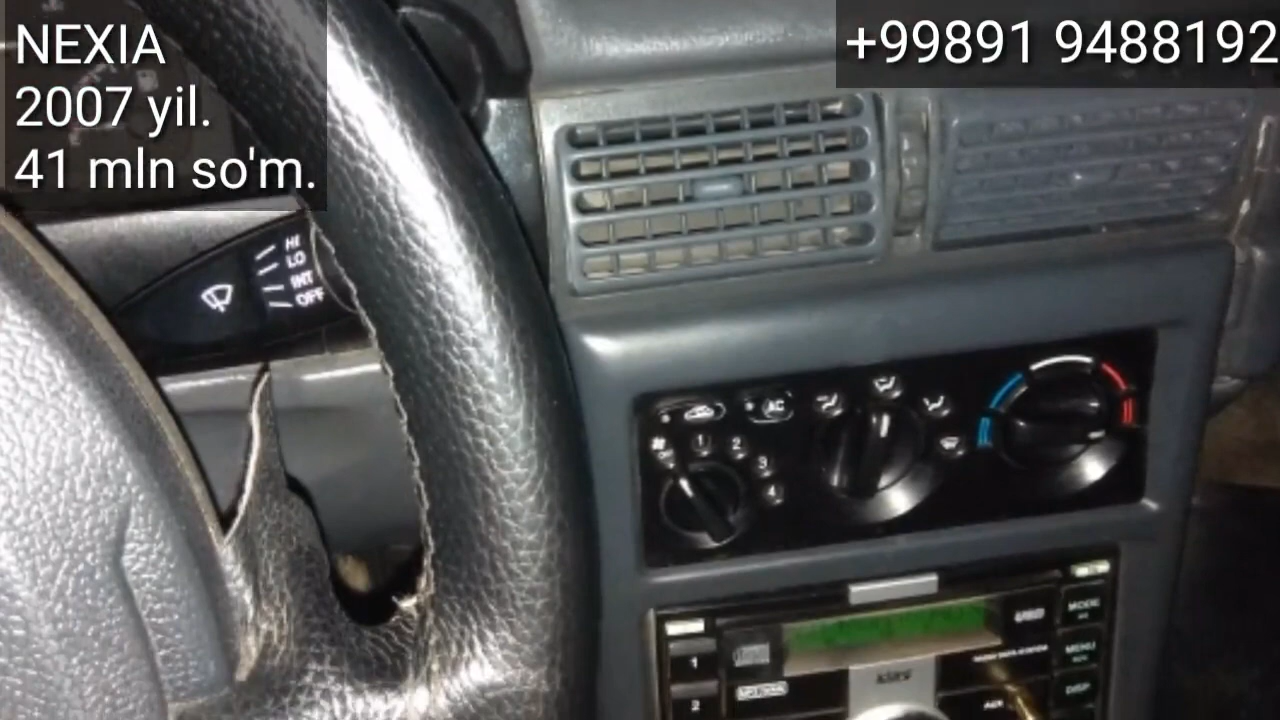 NEXIA
2007 yil.
41 mln so'm.
+99891 9488192
HI
LO
INT
OFF
AC
1
2
3
4
1
2
MODE
MENU
DISP
AUX